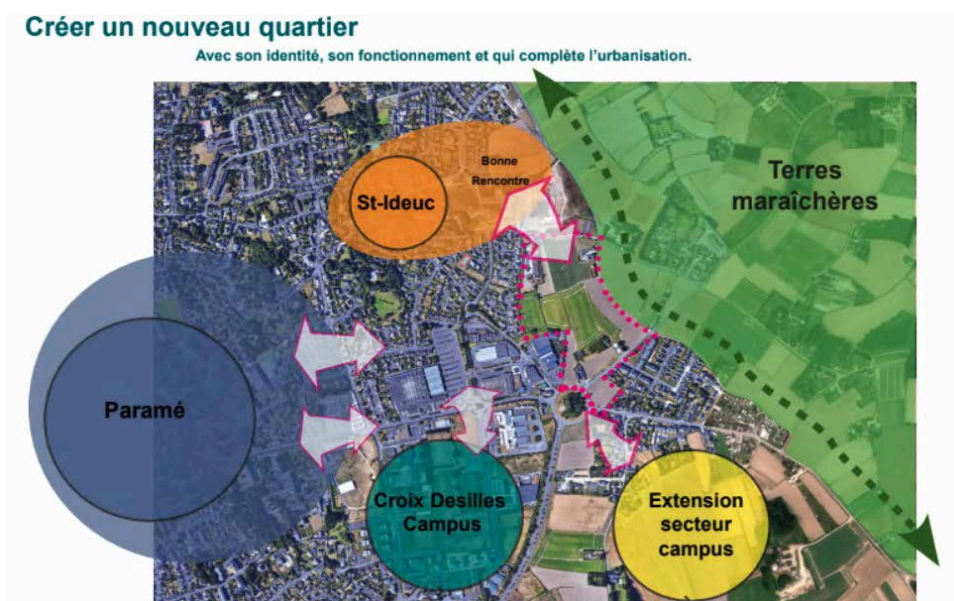 Créer un nouveau quartier
Avec son identité, son fonctionnement et qui complète l'urbanisation.
Bonne
Rencontre
St-Ideuc
Terres
maraîchères
Paramé
Croix Desilles
Campus
Extension
secteur
campus